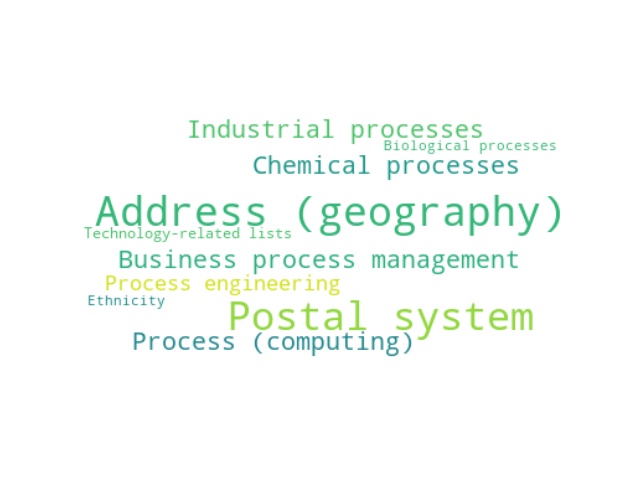 Industrial processes
Biological processes
Chemical processes
Address (geography)
Technology-related lists
Business process management
Process engineering
Ethnicity
Postal system
Process (computing)